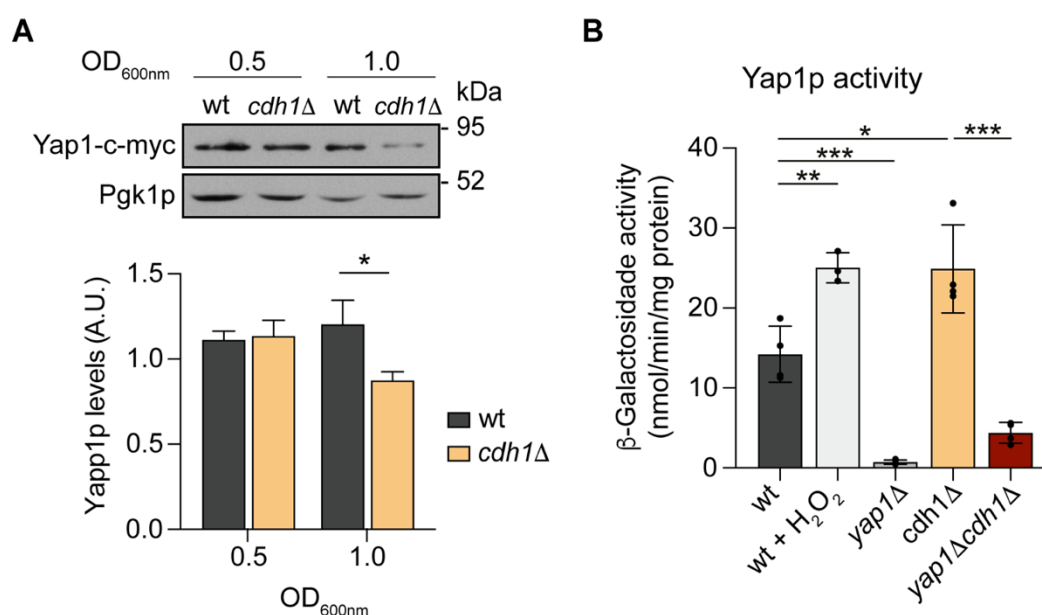 A
OD600nm
0.5 1.0
wt cdh1Δ wt cdh1Δ kDa
Yap1-c-myc
95
Pgk1p
52
Yapp1p levels (A.U.)
1.5
1.0
1.0
0.0
*
wt
cdh1Δ
0.5 1.0
OD600nm
B
Yap1p activity
β-Galactosidade activity
(nmol/min/mg protein)
40
30
20
10
0
* ***
***
**
wt
wt + H2O2
yap1Δ
cdh1Δ
yap1Δcdh1Δ